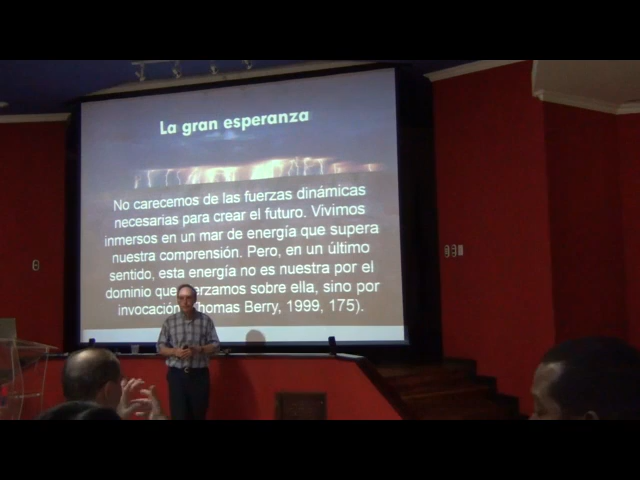 La gran esperanza
No carecemos de las fuerzas dinámicas
necesarias para crear el futuro. Vivimos
inmersos en un mar de energía que supera
nuestra comprensión. Pero, en un último
sentido, esta energía no es nuestra por el
dominio que erzamos sobre ella, sino por
invocación homas Berry, 1999, 175).